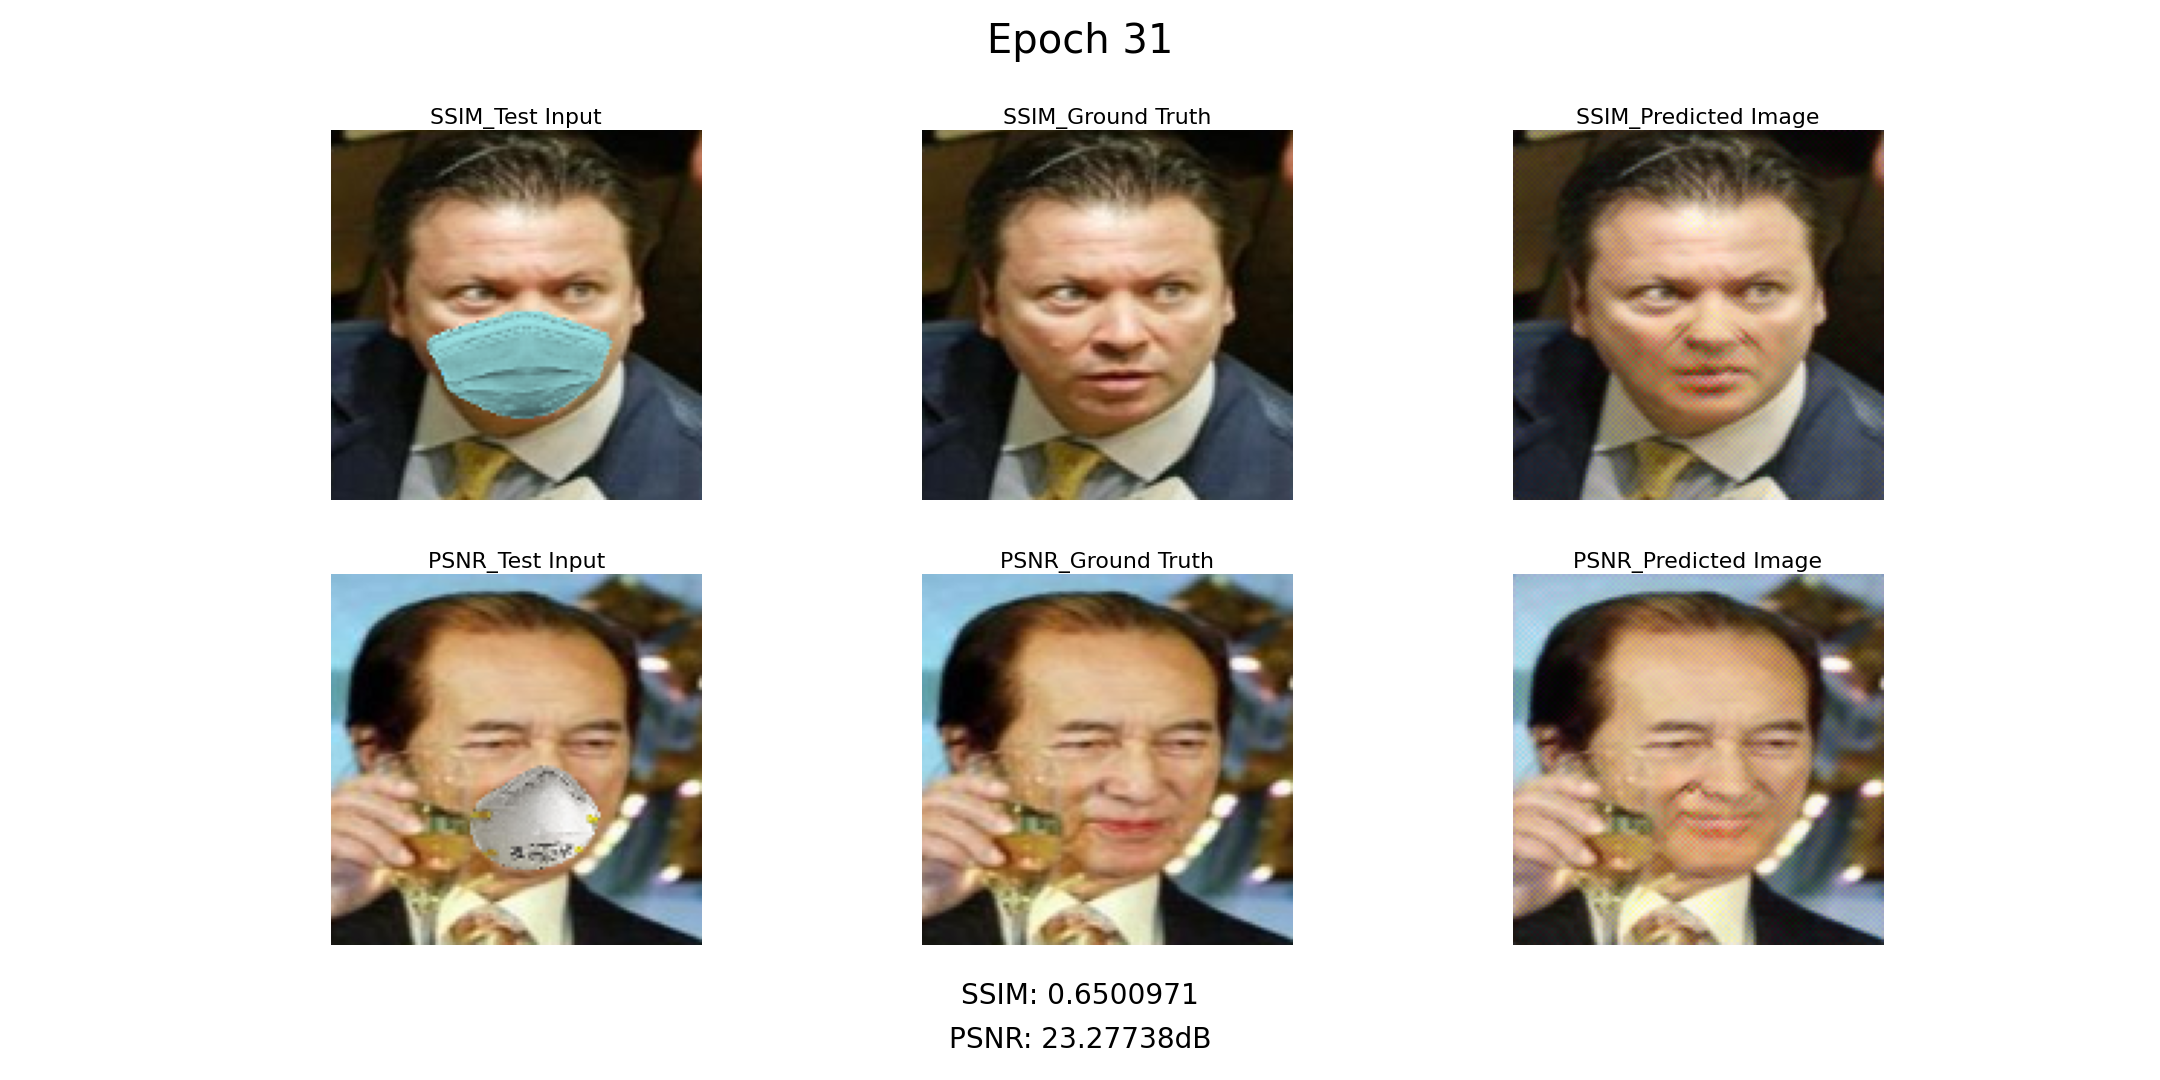 Epoch 31
SSIM_Test Input
SSIM_Ground Truth
SSIM_Predicted Image
PSNR_Test Input
PSNR_Ground Truth
PSNR_Predicted Image
SSIM: 0.6500971
PSNR: 23.27738dB